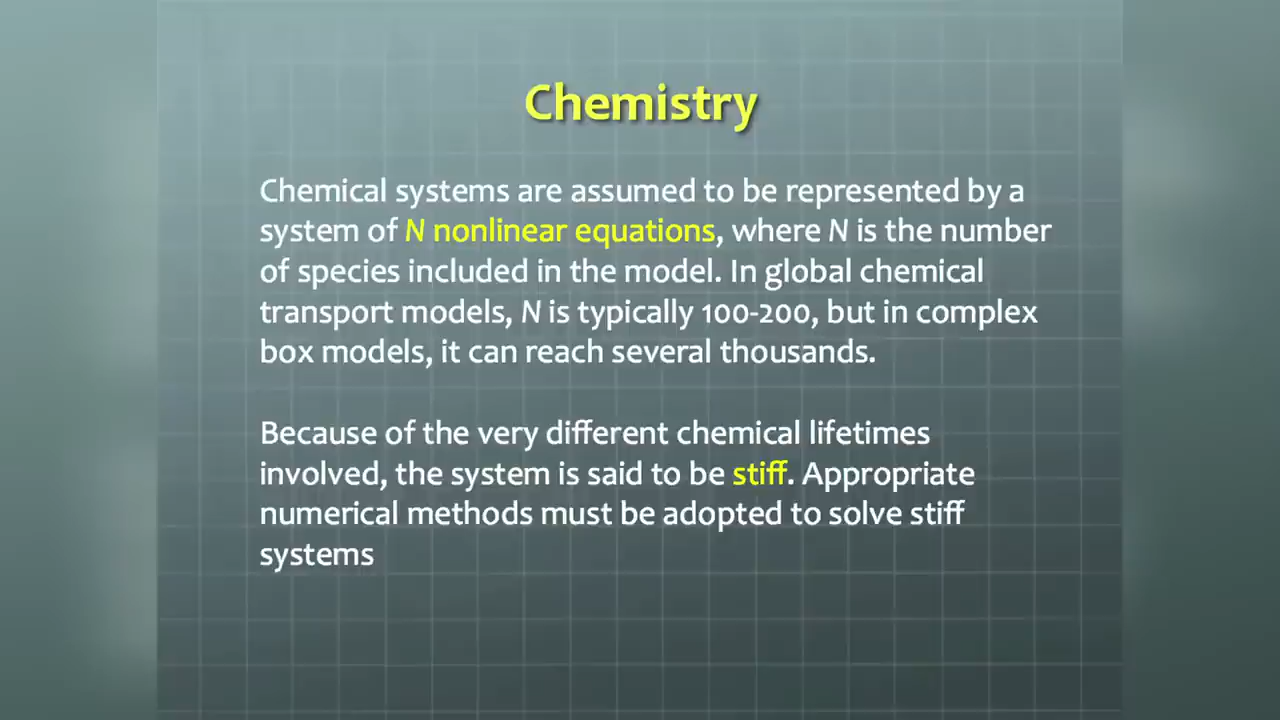 Chemistry
Chemical systems are assumed to be represented by a
system of N nonlinear equations, where N is the number
of species included in the model. In global chemical
transport models, N is typically 100-200, but in complex
box models, it can reach several thousands.
Because of the very different chemical lifetimes
involved, the system is said to be stiff. Appropriate
numerical methods must be adopted to solve stiff
systems